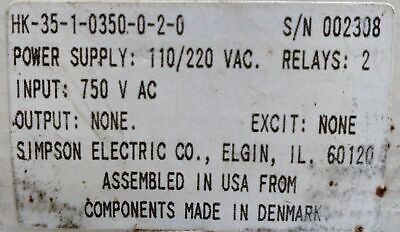 HK-35-1-0350-0-2-0 S/N 002308
POWER SUPPLY: 110/220 VAC. RELAYS: 2
INPUT: 750 V AC
OUTPUT: NONE. EXCIT: NONE
SIMPSON ELECTRIC CO., ELGIN, IL. 60120
ASSEMBLED IN USA FROM
COMPONENTS MADE IN DENMARK.